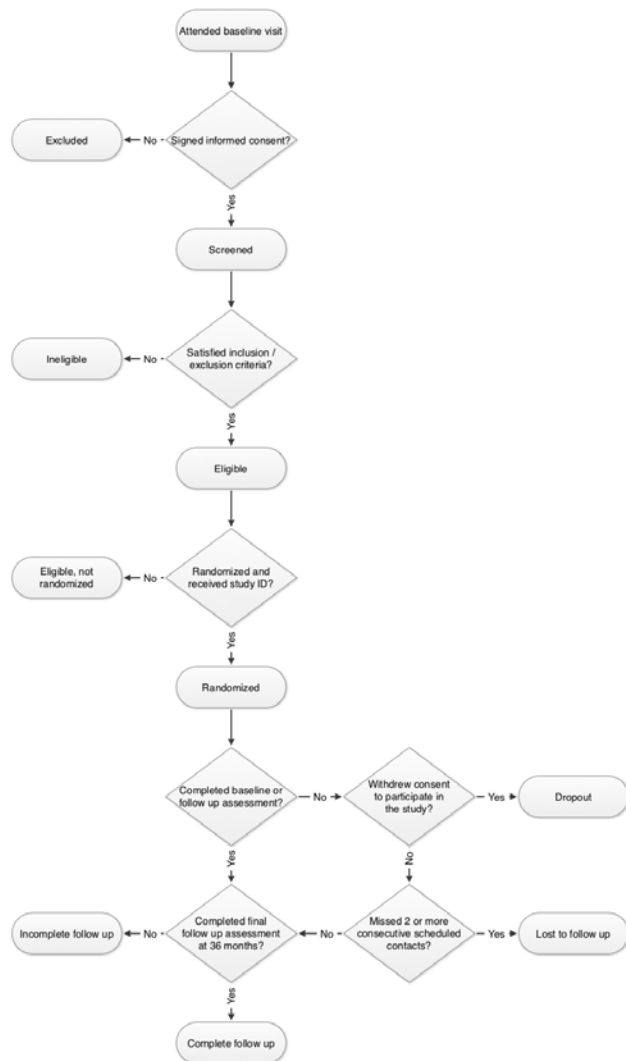 Attended baseline visit
Signed informed consent?
No
Excluded
Yes
Screened
Satisfied inclusion /
exclusion criteria?
No
Ineligible
Yes
Eligible
Randomized and
received study ID?
No
Eligible, not
randomized
Yes
Randomized
Completed baseline or
follow up assessment?
No
Withdrew consent
to participate in
the study?
Yes
Dropout
Yes
No
Completed final
follow up assessment
at 36 months?
No
Incomplete follow up
No
Missed 2 or more
consecutive scheduled
contacts?
Yes
Lost to follow up
Yes
Complete follow up